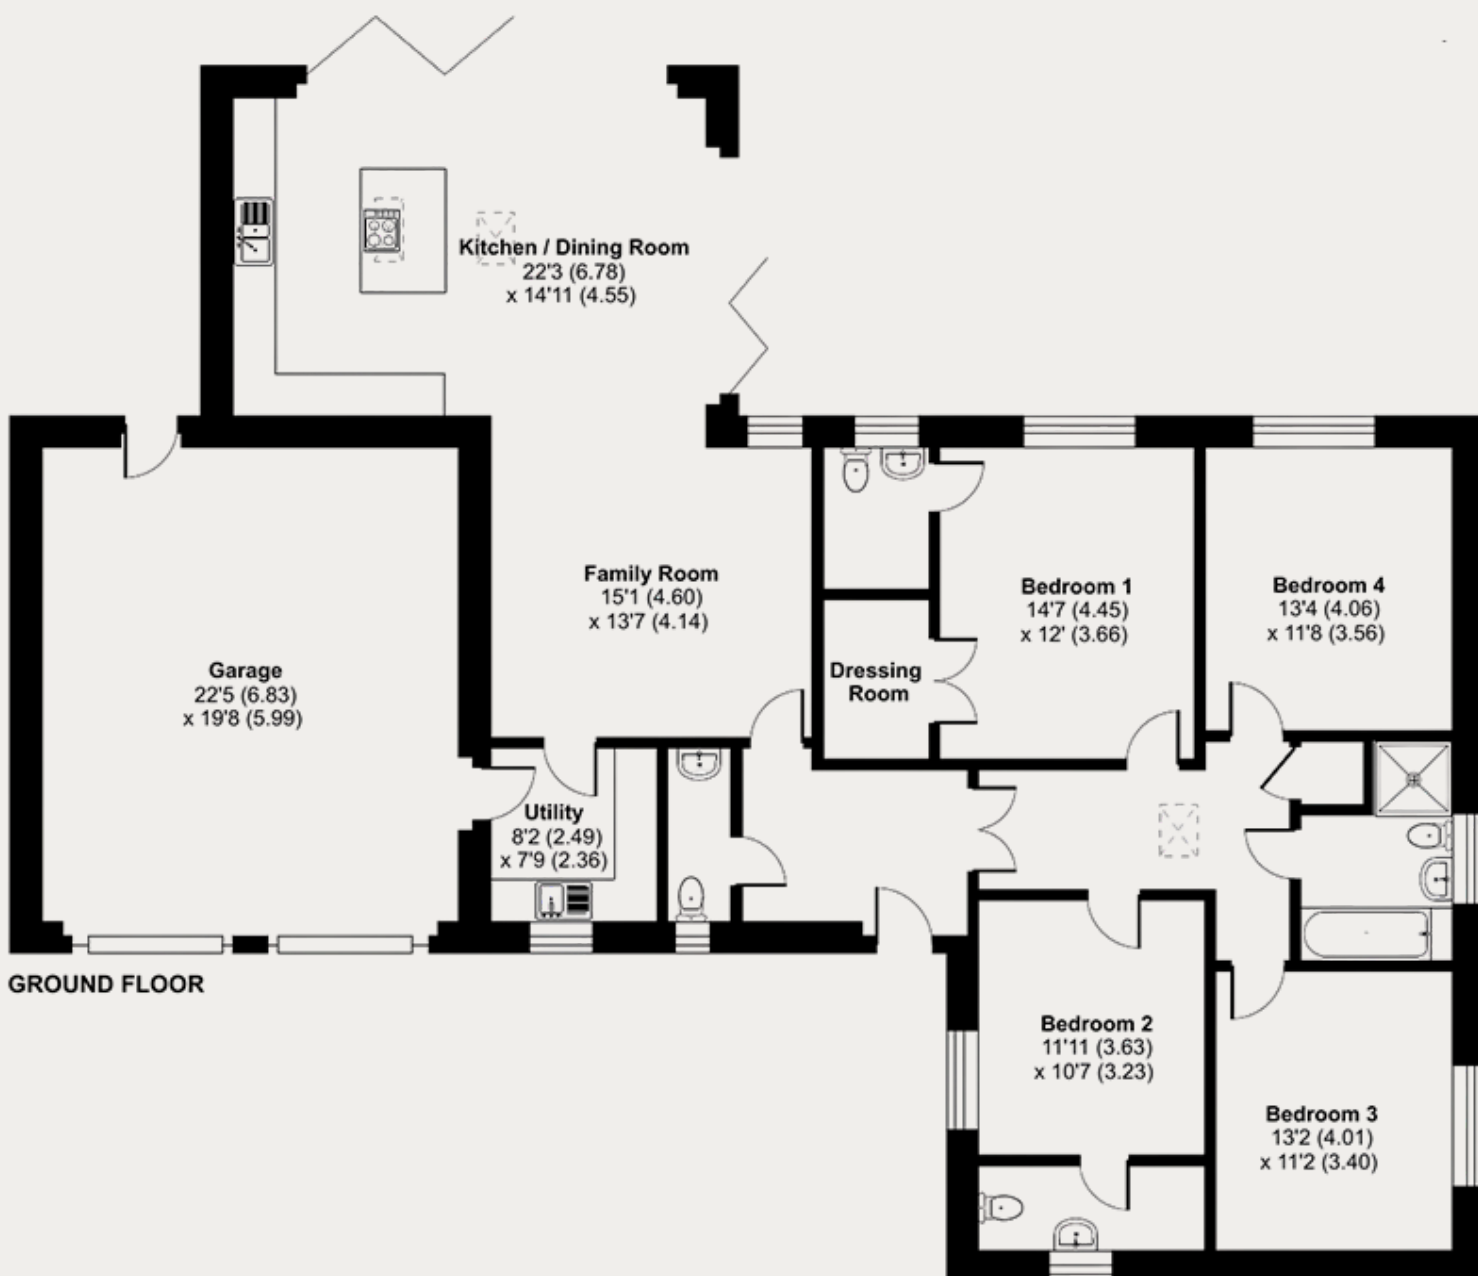 Kitchen / Dining Room
22'3 (6.78)
x 14'11 (4.55)
Family Room
15'1 (4.60)
x 13'7 (4.14)
Bedroom 1
14'7 (4.45)
x 12' (3.66)
Bedroom 4
13'4 (4.06)
x 11'8 (3.56)
Garage
22'5 (6.83)
x 19'8 (5.99)
Dressing
Room
Utility
8'2 (2.49)
x 7'9 (2.36)
GROUND FLOOR
Bedroom 2
11'11 (3.63)
x 10'7 (3.23)
Bedroom 3
13'2 (4.01)
x 11'2 (3.40)